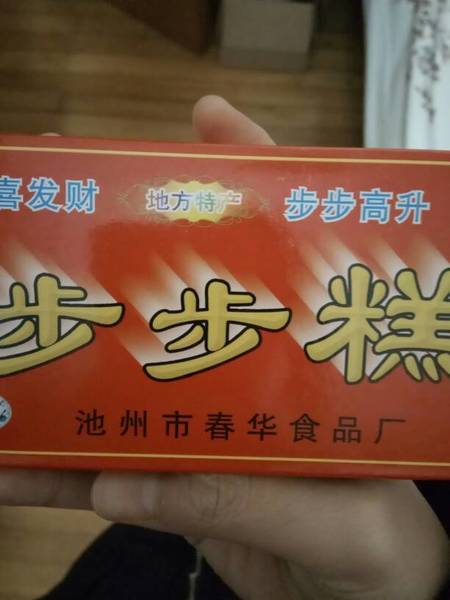 喜发财 地方特产 步步高升
步步糕
池州市春华食品厂